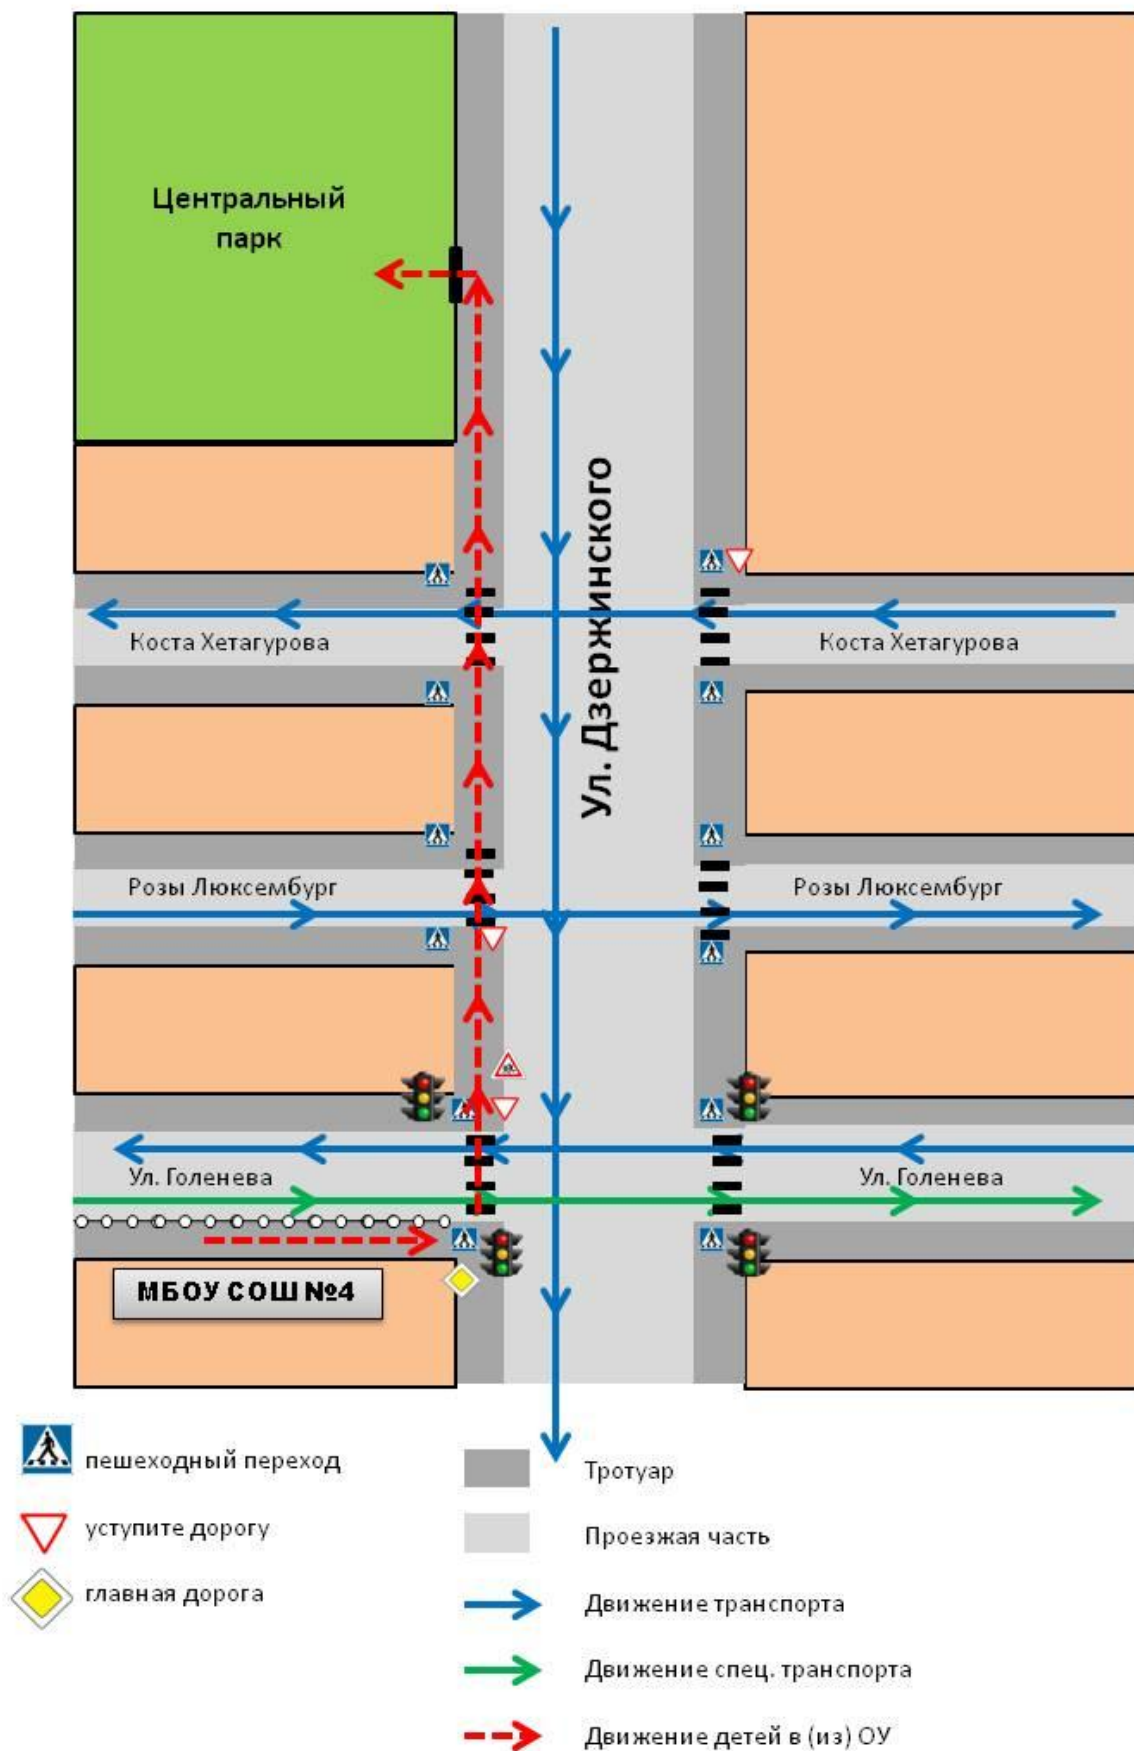 Центральный
парк
Ул. Дзержинского
Коста Хетагурова
Коста Хетагурова
Розы Люксембург
Розы Люксембург
Ул. Голенева
Ул. Голенева
МБОУ СОШ №4
пешеходный переход
уступите дорогу
главная дорога
Тротуар
Проезжая часть
Движение транспорта
Движение спец. транспорта
Движение детей в (из) ОУ